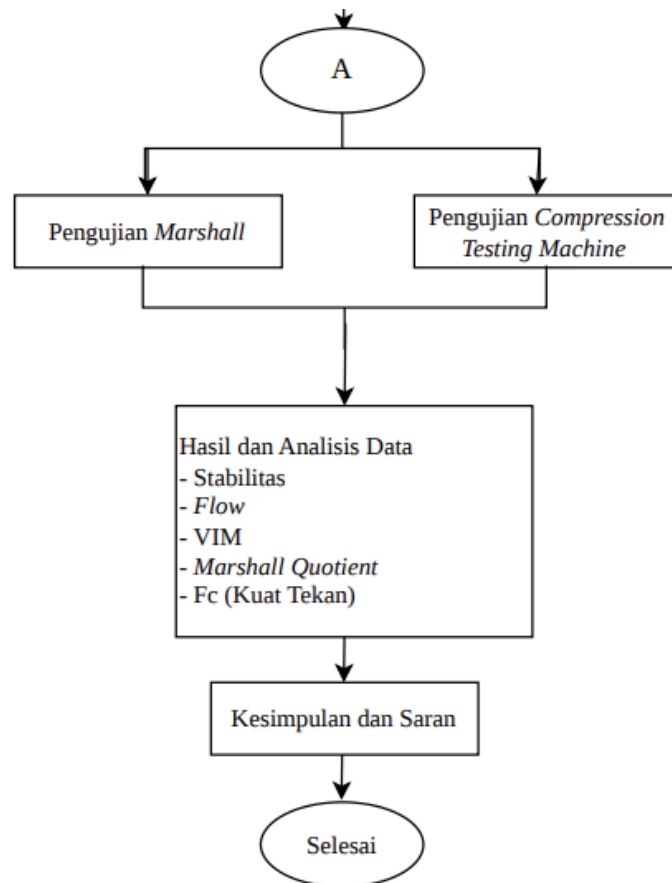 A
Pengujian Marshall
Pengujian Compression
Testing Machine
Hasil dan Analisis Data
- Stabilitas
- Flow
- VIM
- Marshall Quotient
- Fc (Kuat Tekan)
Kesimpulan dan Saran
Selesai